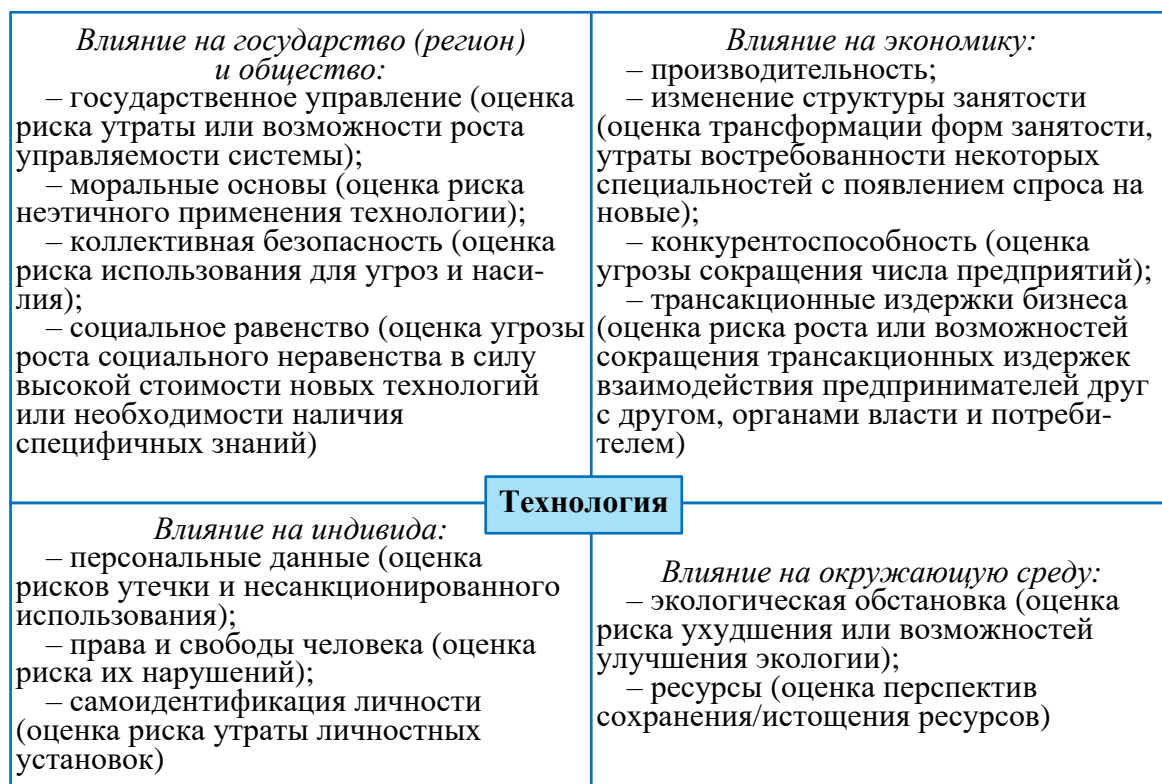 Влияние на государство (регион)
и общество:
– государственное управление (оценка
риска утраты или возможности роста
управляемости системы);
– моральные основы (оценка риска
неэтичного применения технологии);
– коллективная безопасность (оценка
риска использования для угроз и наси-
лия);
– социальное равенство (оценка угрозы
роста социального неравенства в силу
высокой стоимости новых технологий
или необходимости наличия
специфичных знаний)
Влияние на экономику:
– производительность;
– изменение структуры занятости
(оценка трансформации форм занятости,
утраты востребованности некоторых
специальностей с появлением спроса на
новые);
– конкурентоспособность (оценка
угрозы сокращения числа предприятий);
– трансакционные издержки бизнеса
(оценка риска роста или возможностей
сокращения трансакционных издержек
взаимодействия предпринимателей друг
с другом, органами власти и потреби-
телем)
Технология
Влияние на индивида:
– персональные данные (оценка
рисков утечки и несанкционированного
использования);
– права и свободы человека (оценка
риска их нарушений);
– самоидентификация личности
(оценка риска утраты личностных
установок)
Влияние на окружающую среду:
– экологическая обстановка (оценка
риска ухудшения или возможностей
улучшения экологии);
– ресурсы (оценка перспектив
сохранения/истощения ресурсов)